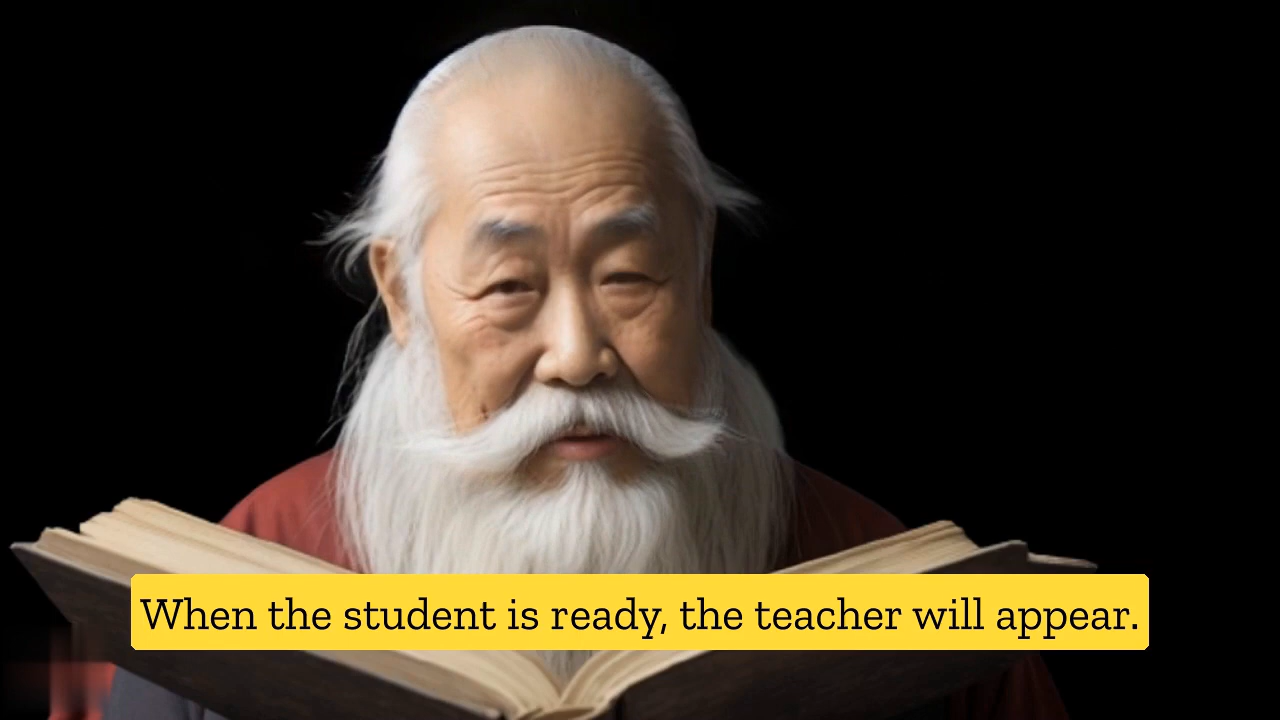 When the student is ready, the teacher will appear.